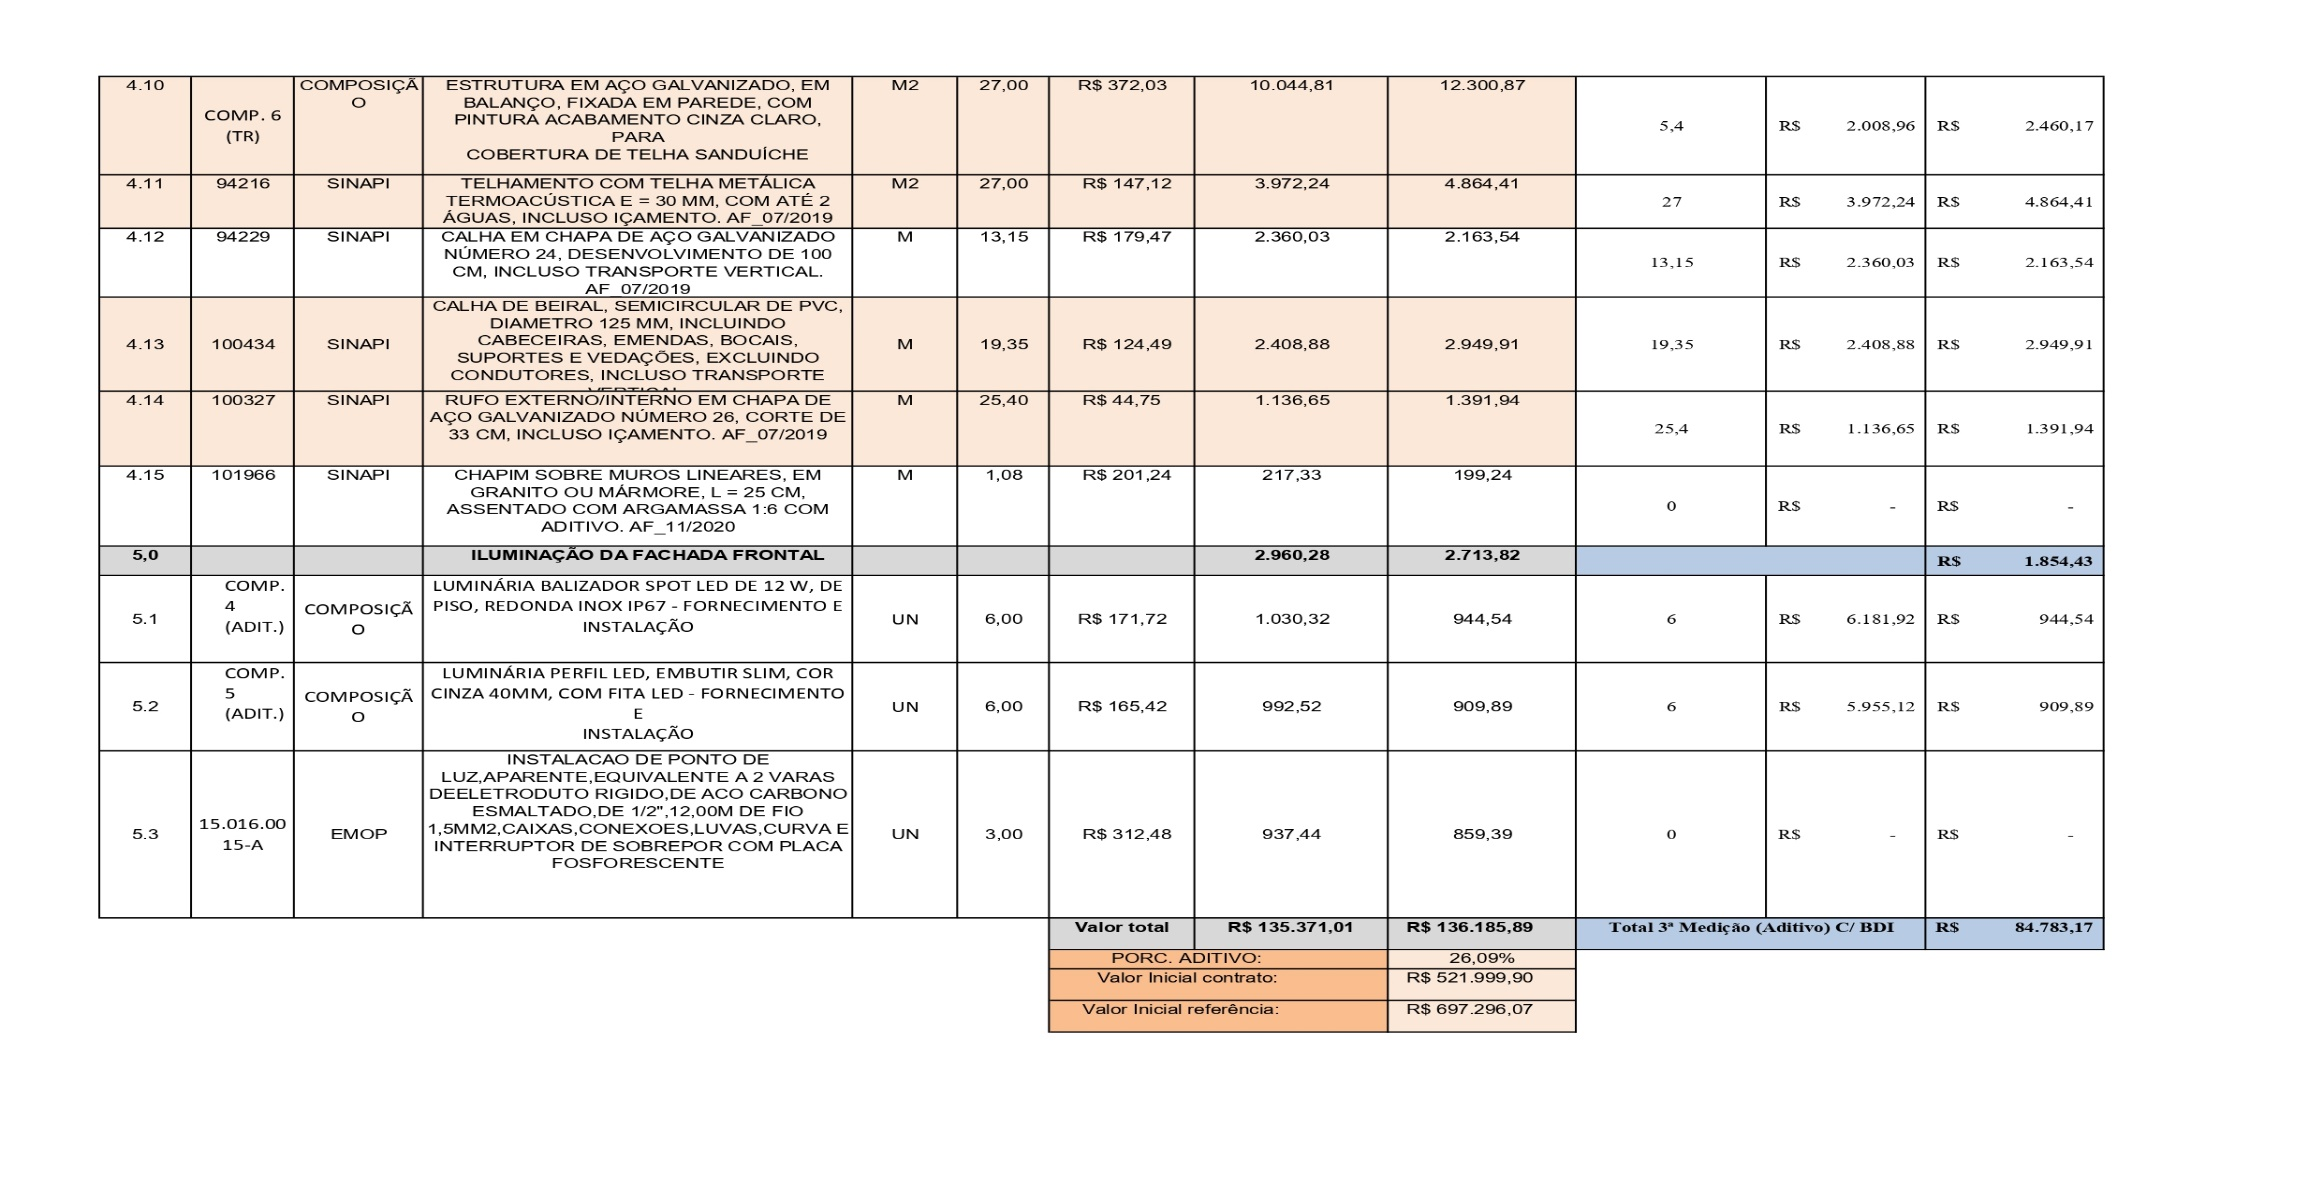 4.10 COMP. 6 (TR) COMPOSIÇÃ O ESTRUTURA EM AÇO GALVANIZADO, EM M2 27,00 R$ 372,03 10.044,81 12.300,87 5,4 R$ 2.008,96 R$ 2.460,17
BALANÇO, FIXADA EM PAREDE, COM
PINTURA ACABAMENTO CINZA CLARO,
PARA
COBERTURA DE TELHA SANDUÍCHE
4.11 94216 SINAPI TELHAMENTO COM TELHA METÁLICA M2 27,00 R$ 147,12 3.972,24 4.864,41 27 R$ 3.972,24 R$ 4.864,41
TERMOACÚSTICA E = 30 MM, COM ATÉ 2
ÁGUAS, INCLUSO IÇAMENTO. AF_07/2019
4.12 94229 SINAPI CALHA EM CHAPA DE AÇO GALVANIZADO M 13,15 R$ 179,47 2.360,03 2.163,54 13,15 R$ 2.360,03 R$ 2.163,54
NÚMERO 24, DESENVOLVIMENTO DE 100
CM, INCLUSO TRANSPORTE VERTICAL.
AF_07/2019
CALHA DE BEIRAL, SEMICIRCULAR DE PVC,
DIAMETRO 125 MM, INCLUINDO
4.13 100434 SINAPI CABECEIRAS, EMENDAS, BOCAIS, M 19,35 R$ 124,49 2.408,88 2.949,91 19,35 R$ 2.408,88 R$ 2.949,91
SUPORTES E VEDAÇÕES, EXCLUINDO
CONDUTORES, INCLUSO TRANSPORTE
4.14 100327 SINAPI RUFO EXTERNO/INTERNO EM CHAPA DE M 25,40 R$ 44,75 1.136,65 1.391,94 25,4 R$ 1.136,65 R$ 1.391,94
AÇO GALVANIZADO NÚMERO 26, CORTE DE
33 CM, INCLUSO IÇAMENTO. AF_07/2019
4.15 101966 SINAPI CHAPIM SOBRE MUROS LINEARES, EM M 1,08 R$ 201,24 217,33 199,24 0 R$ - R$ -
GRANITO OU MÁRMORE, L = 25 CM,
ASSENTADO COM ARGAMASSA 1:6 COM
ADITIVO. AF_11/2020
5,0 ILUMINAÇÃO DA FACHADA FRONTAL 2.960,28 2.713,82 R$ 1.854,43
COMP. LUMINÁRIA BALIZADOR SPOT LED DE 12 W, DE
5.1 4 (ADIT.) COMPOSIÇÃ O PISO, REDONDA INOX IP67 - FORNECIMENTO E UN 6,00 R$ 171,72 1.030,32 944,54 6 R$ 6.181,92 R$ 944,54
INSTALAÇÃO
COMP. LUMINÁRIA PERFIL LED, EMBUTIR SLIM, COR
5.2 5 (ADIT.) COMPOSIÇÃ O CINZA 40MM, COM FITA LED - FORNECIMENTO UN 6,00 R$ 165,42 992,52 909,89 6 R$ 5.955,12 R$ 909,89
E
INSTALAÇÃO
INSTALACAO DE PONTO DE
LUZ,APARENTE,EQUIVALENTE A 2 VARAS
DEELETRODUTO RIGIDO,DE ACO CARBONO
ESMALTADO,DE 1/2",12,00M DE FIO
5.3 15.016.00 15-A EMOP 1,5MM2,CAIXAS,CONEXOES,LUVAS,CURVA E UN 3,00 R$ 312,48 937,44 859,39 0 R$ - R$ -
INTERRUPTOR DE SOBREPOR COM PLACA
FOSFORESCENTE
Valor total R$ 135.371,01 R$ 136.185,89 Total 3ª Medição (Aditivo) C/ BDI R$ 84.783,17
PORC. ADITIVO: 26,09%
Valor Inicial contrato: R$ 521.999,90
Valor Inicial referência: R$ 697.296,07